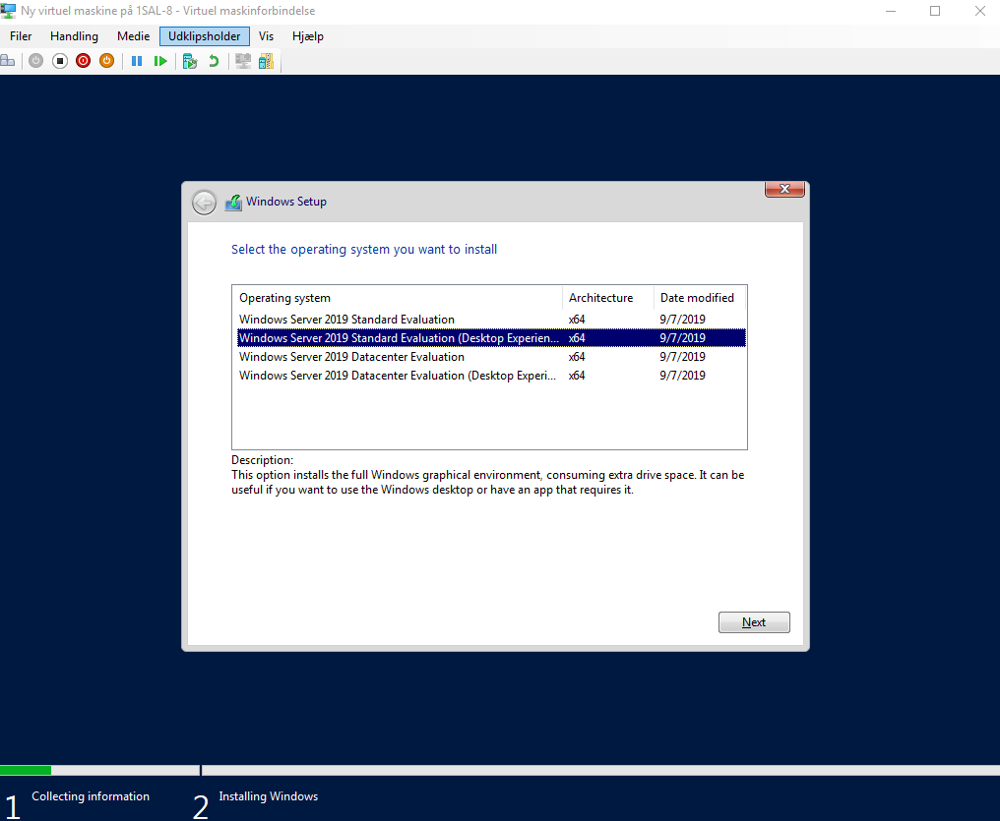 Ny virtuel maskine på 1SAL-8 - Virtuel maskinforbindelse
Filer Handling Medie Udklipsholder Vis Hjælp
Windows Setup
Select the operating system you want to install
Operating system Architecture Date modified
Windows Server 2019 Standard Evaluation x64 9/7/2019
Windows Server 2019 Standard Evaluation (Desktop Experien... x64 9/7/2019
Windows Server 2019 Datacenter Evaluation x64 9/7/2019
Windows Server 2019 Datacenter Evaluation (Desktop Experi... x64 9/7/2019
Description:
This option installs the full Windows graphical environment, consuming extra drive space. It can be
useful if you want to use the Windows desktop or have an app that requires it.
Next
1 Collecting information 2 Installing Windows